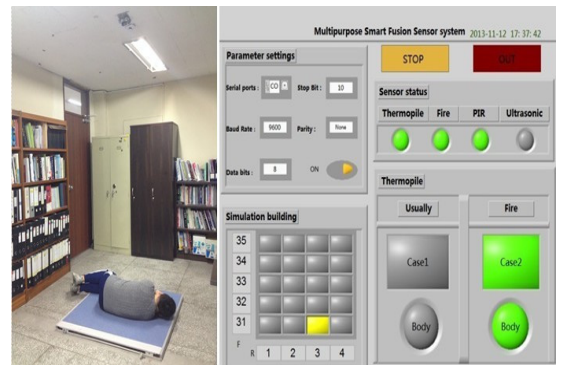 Multipurpose Smart Fusion Sensor system 2013-11-12 17:37:42
Parameter settings
STOP
OUT
Serial ports : CO
Stop Bit : 10
Baud Rate : 9600
Parity : None
Data bits : 8
ON
Sensor status
Thermopile Fire PIR Ultrasonic
Thermopile
Usually
Fire
Case1
Case2
Body
Body
Simulation building
35
34
33
32
31
F
R 1 2 3 4